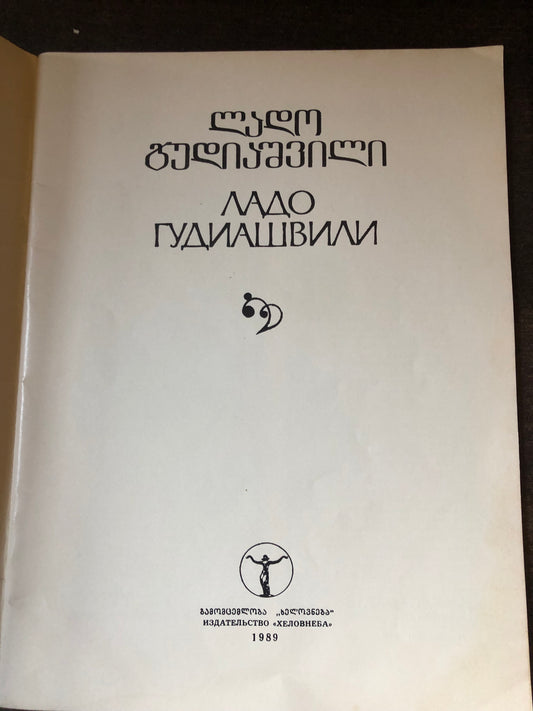 ლადო
გუდიაშვილი
ЛАДО
ГУДИАШВИЛИ
გამომცემლობა „ხელოვნება“
ИЗДАТЕЛЬСТВО «ХЕЛОВНЕБА»
1989